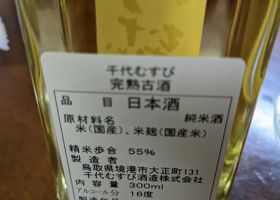 千代むすび
完熟古酒
品 目 日本酒
原材料名 純米酒
米(国産)、米麹(国産米)
精米歩合 55%
製造者
鳥取県境港市大正町131
千代むすび酒造株式会社
内容量 300ml
アルコール分 16度